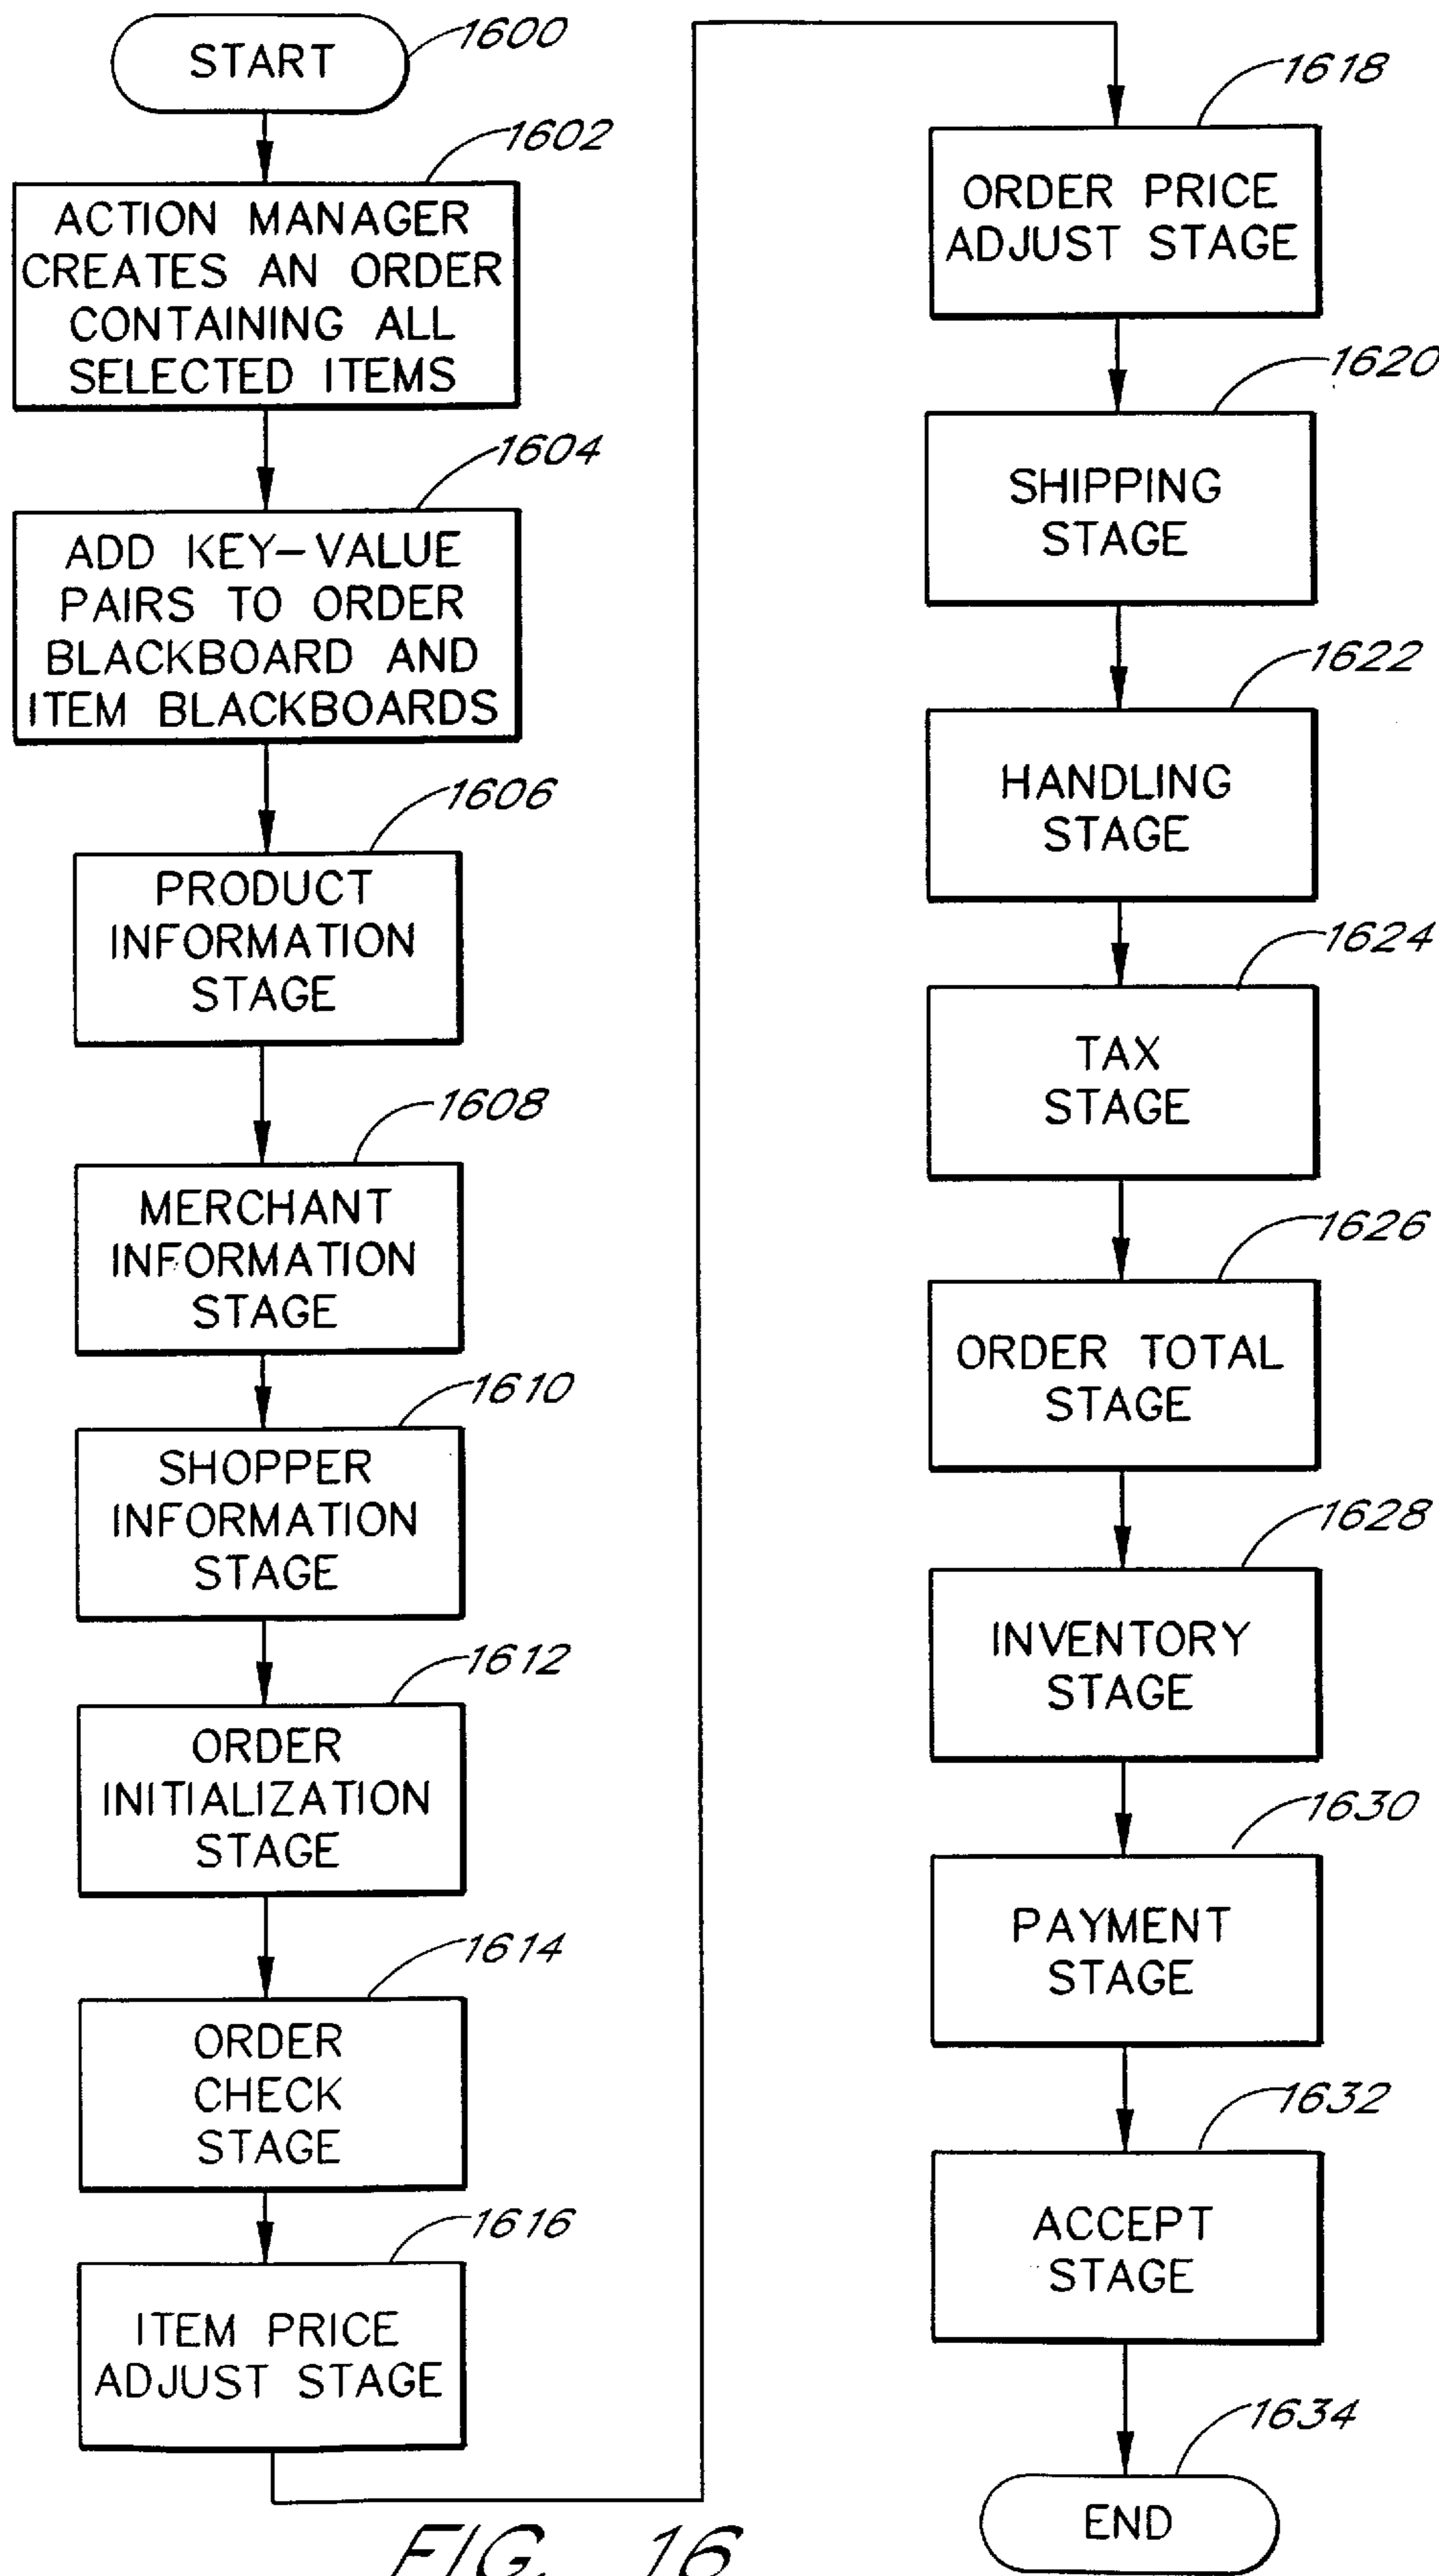 START
1600
1602
ACTION MANAGER
CREATES AN ORDER
CONTAINING ALL
SELECTED ITEMS
1604
ADD KEY-VALUE
PAIRS TO ORDER
BLACKBOARD AND
ITEM BLACKBOARDS
1606
PRODUCT
INFORMATION
STAGE
1608
MERCHANT
INFORMATION
STAGE
1610
SHOPPER
INFORMATION
STAGE
1612
ORDER
INITIALIZATION
STAGE
1614
ORDER
CHECK
STAGE
1616
ITEM PRICE
ADJUST STAGE
1618
ORDER PRICE
ADJUST STAGE
1620
SHIPPING
STAGE
1622
HANDLING
STAGE
1624
TAX
STAGE
1626
ORDER TOTAL
STAGE
1628
INVENTORY
STAGE
1630
PAYMENT
STAGE
1632
ACCEPT
STAGE
1634
END
FIG. 16